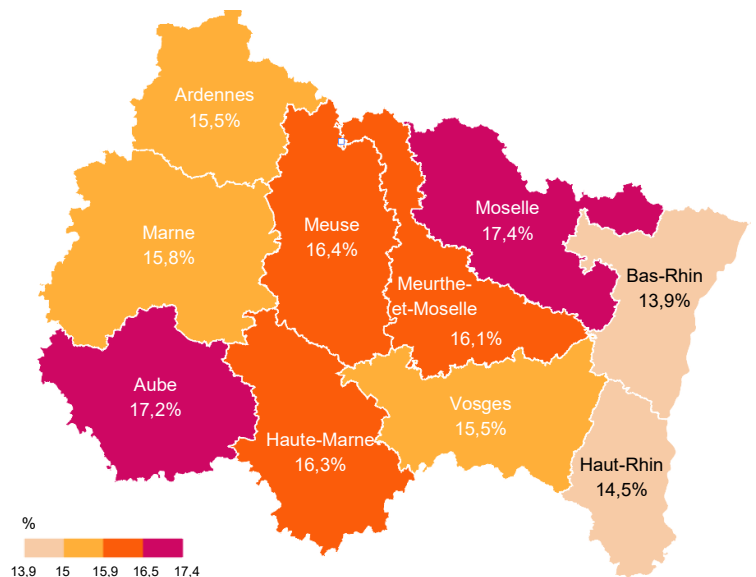 Ardennes
15,5%
Marne
15,8%
Meuse
16,4%
Moselle
17,4%
Meurthe-
et-Moselle
16,1%
Bas-Rhin
13,9%
Aube
17,2%
Haute-Marne
16,3%
Vosges
15,5%
Haut-Rhin
14,5%
%
13,9 15 15,9 16,5 17,4